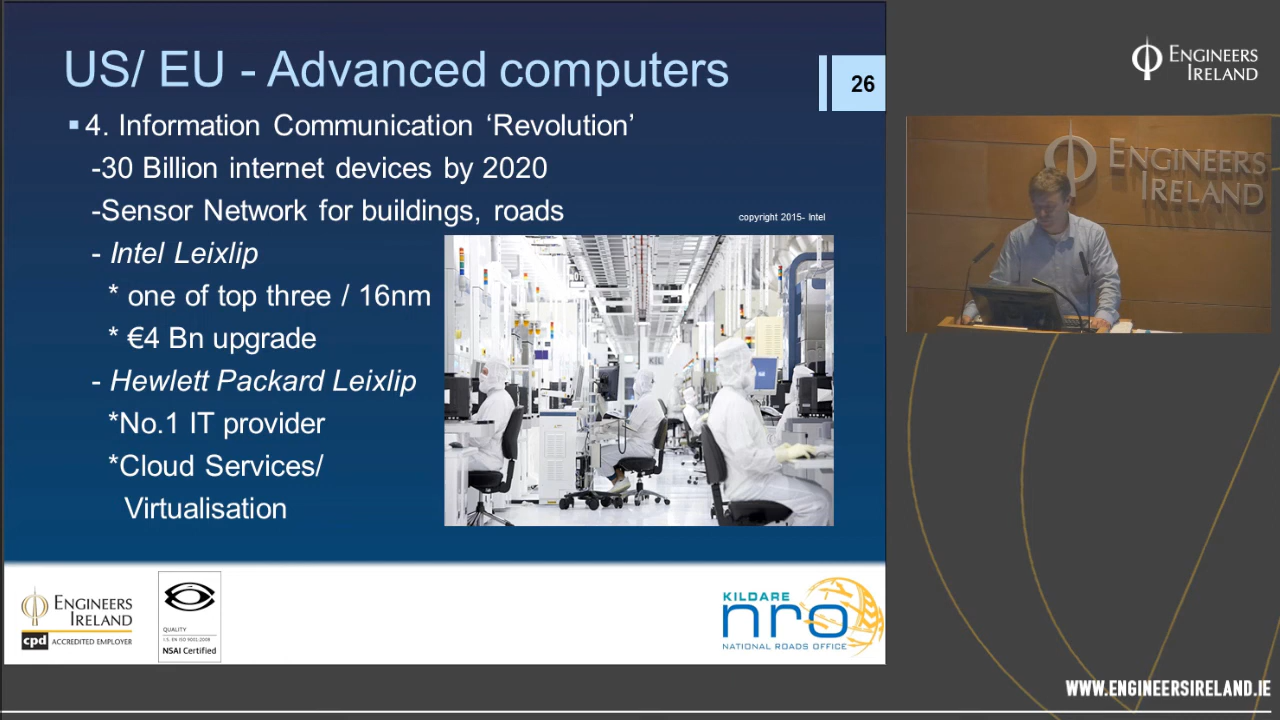 US/ EU - Advanced computers
26
▪ 4. Information Communication ‘Revolution’
-30 Billion internet devices by 2020
-Sensor Network for buildings, roads
copyright 2015- Intel
- Intel Leixlip
* one of top three / 16nm
* €4 Bn upgrade
- Hewlett Packard Leixlip
*No.1 IT provider
*Cloud Services/
Virtualisation
ENGINEERS
IRELAND
cpd ACCREDITED EMPLOYER
QUALITY
I.S. EN ISO 9001:2008
NSAI Certified
KILDARE
nro
NATIONAL ROADS OFFICE
ENGINEERS
IRELAND
ENGINEERS
IRELAND
WWW.ENGINEERSIRELAND.IE